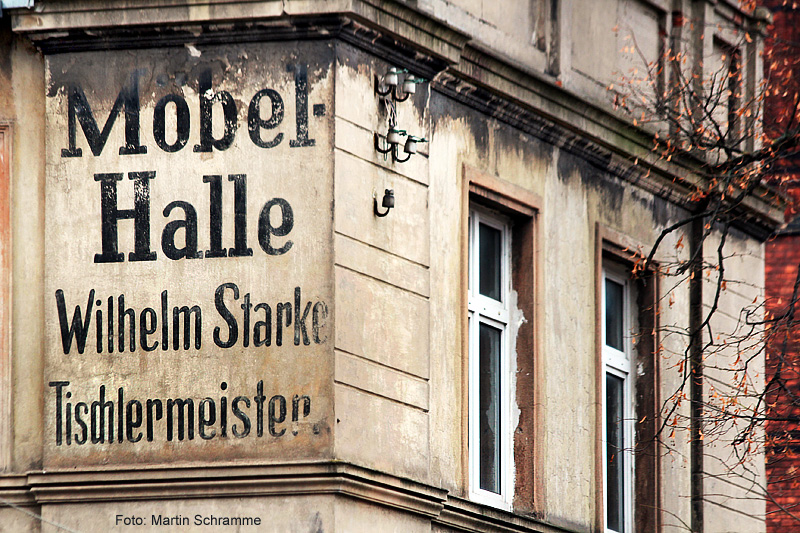 Möbel-
Halle
Wilhelm Starke
Tischlermeister.
Foto: Martin Schramme